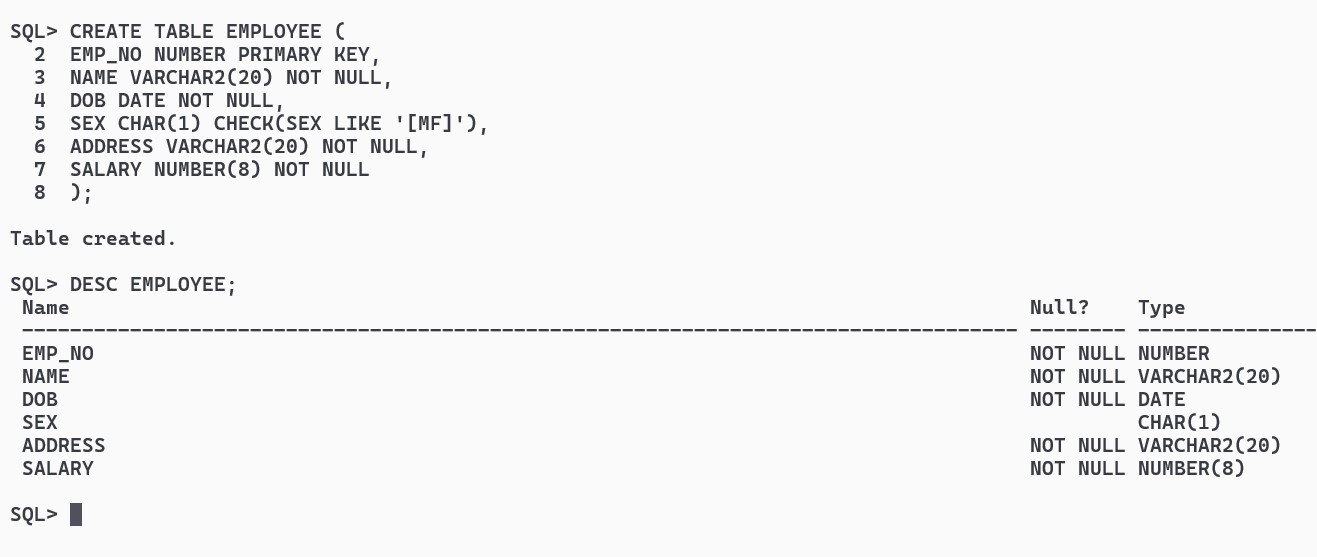 SQL> CREATE TABLE EMPLOYEE (
  2  EMP_NO NUMBER PRIMARY KEY,
  3  NAME VARCHAR2(20) NOT NULL,
  4  DOB DATE NOT NULL,
  5  SEX CHAR(1) CHECK(SEX LIKE '[MF]'),
  6  ADDRESS VARCHAR2(20) NOT NULL,
  7  SALARY NUMBER(8) NOT NULL
  8  );
Table created.
SQL> DESC EMPLOYEE;
 Name                                                                                Null?    Type
 ----------------------------------------------------------------------------------- -------- ---------------
 EMP_NO                                                                              NOT NULL NUMBER
 NAME                                                                                NOT NULL VARCHAR2(20)
 DOB                                                                                 NOT NULL DATE
 SEX                                                                                          CHAR(1)
 ADDRESS                                                                             NOT NULL VARCHAR2(20)
 SALARY                                                                              NOT NULL NUMBER(8)
SQL>